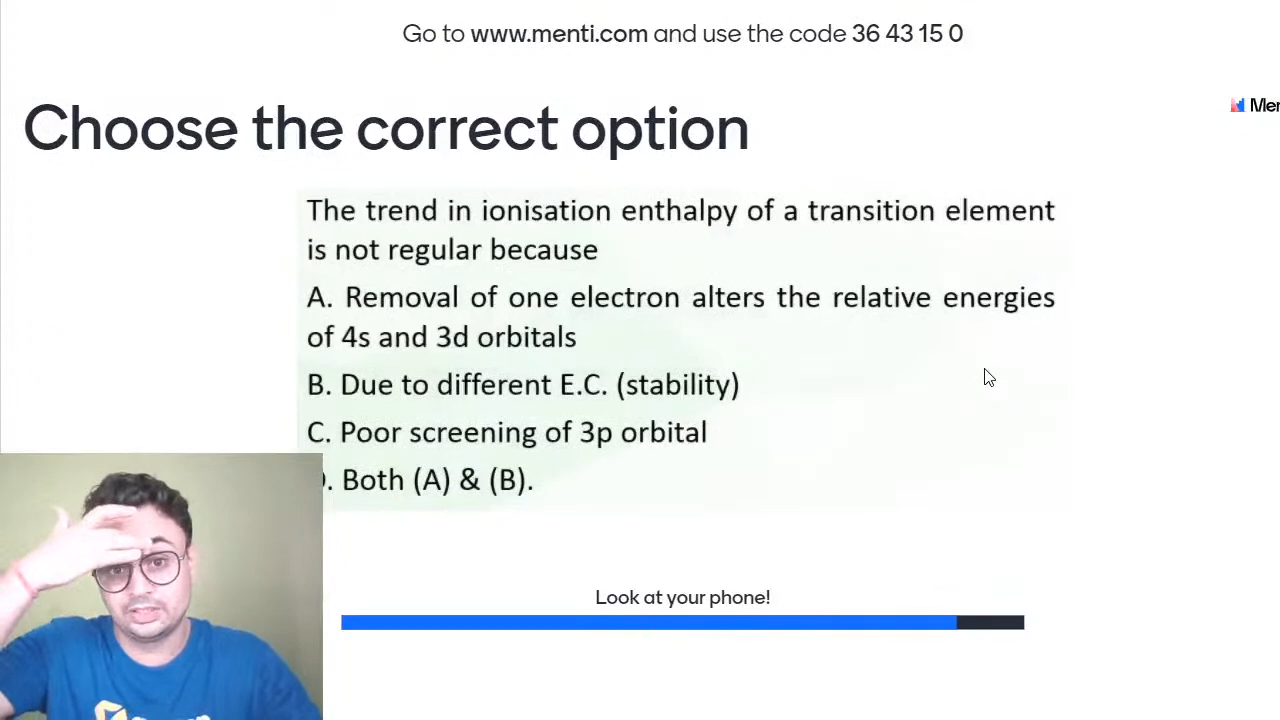 Go to www.menti.com and use the code 36 43 15 0
Choose the correct option
The trend in ionisation enthalpy of a transition element
is not regular because
A. Removal of one electron alters the relative energies
of 4s and 3d orbitals
B. Due to different E.C. (stability)
C. Poor screening of 3p orbital
. Both (A) & (B).
Look at your phone!